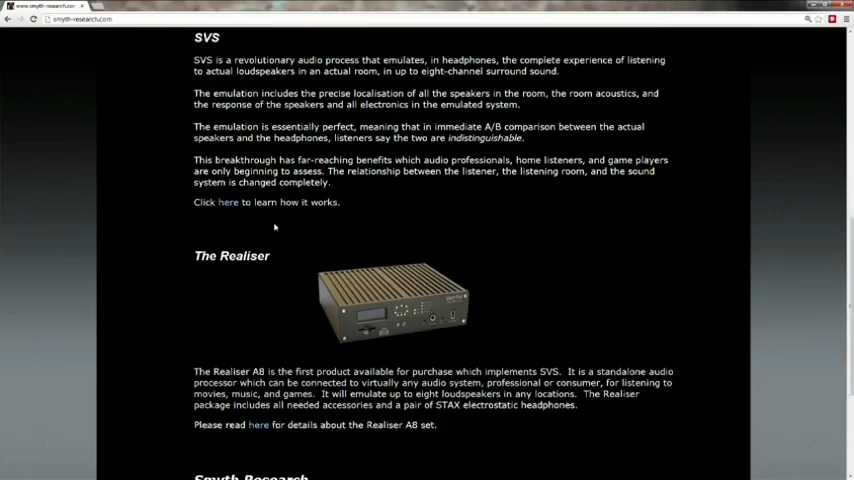 www.smyth-research.com/
smyth-research.com
SVS
SVS is a revolutionary audio process that emulates, in headphones, the complete experience of listening
to actual loudspeakers in an actual room, in up to eight-channel surround sound.
The emulation includes the precise localisation of all the speakers in the room, the room acoustics, and
the response of the speakers and all electronics in the emulated system.
The emulation is essentially perfect, meaning that in immediate A/B comparison between the actual
speakers and the headphones, listeners say the two are indistinguishable.
This breakthrough has far-reaching benefits which audio professionals, home listeners, and game players
are only beginning to assess. The relationship between the listener, the listening room, and the sound
system is changed completely.
Click here to learn how it works.
The Realiser
The Realiser A8 is the first product available for purchase which implements SVS. It is a standalone audio
processor which can be connected to virtually any audio system, professional or consumer, for listening to
movies, music, and games. It will emulate up to eight loudspeakers in any locations. The Realiser
package includes all needed accessories and a pair of STAX electrostatic headphones.
Please read here for details about the Realiser A8 set.
Smyth Research